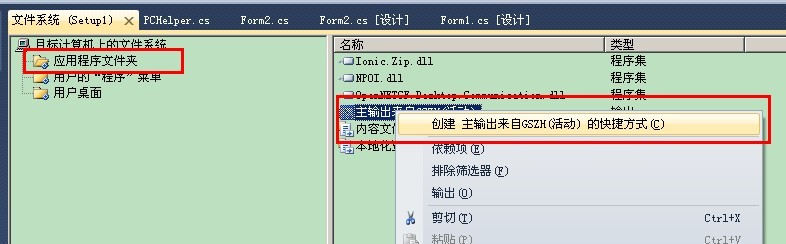 文件系统 (Setup1) PCHelper.cs Form2.cs Form2.cs [设计] Form1.cs [设计]
目标计算机上的文件系统
应用程序文件夹
用户的"程序"菜单
用户桌面
名称 类型
Ionic.Zip.dll 程序集
NPOI.dll 程序集
OpenNETCF.Desktop.Communication.dll 程序集
主输出来自GSZH(活动) 输出
内容文
本地化
创建 主输出来自GSZH(活动) 的快捷方式(C)
依赖项(E)
排除筛选器(F)
输出(O)
剪切(T) Ctrl+X
粘贴(P) Ctrl+V